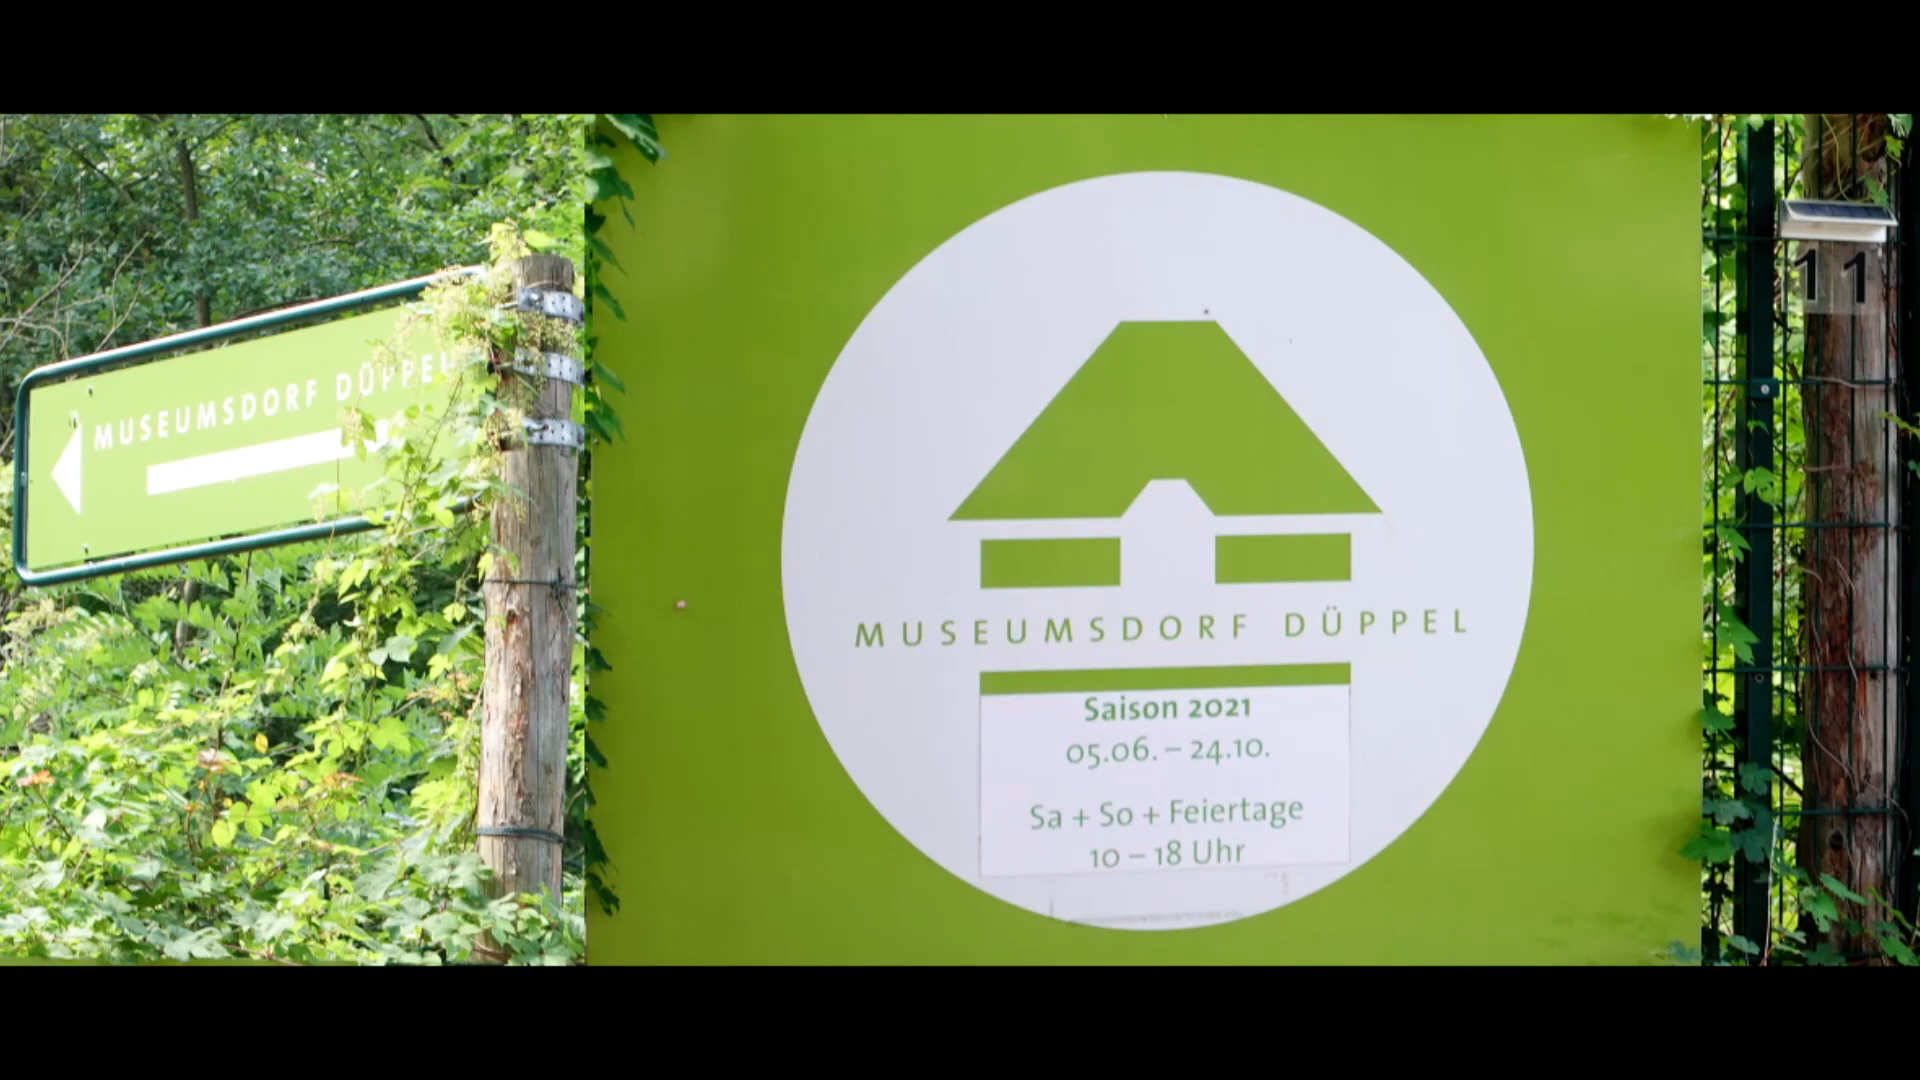 MUSEUMSDORF DÜPPEL
MUSEUMSDORF DÜPPEL
Saison 2021
05.06. – 24.10.
Sa + So + Feiertage
10 – 18 Uhr
11